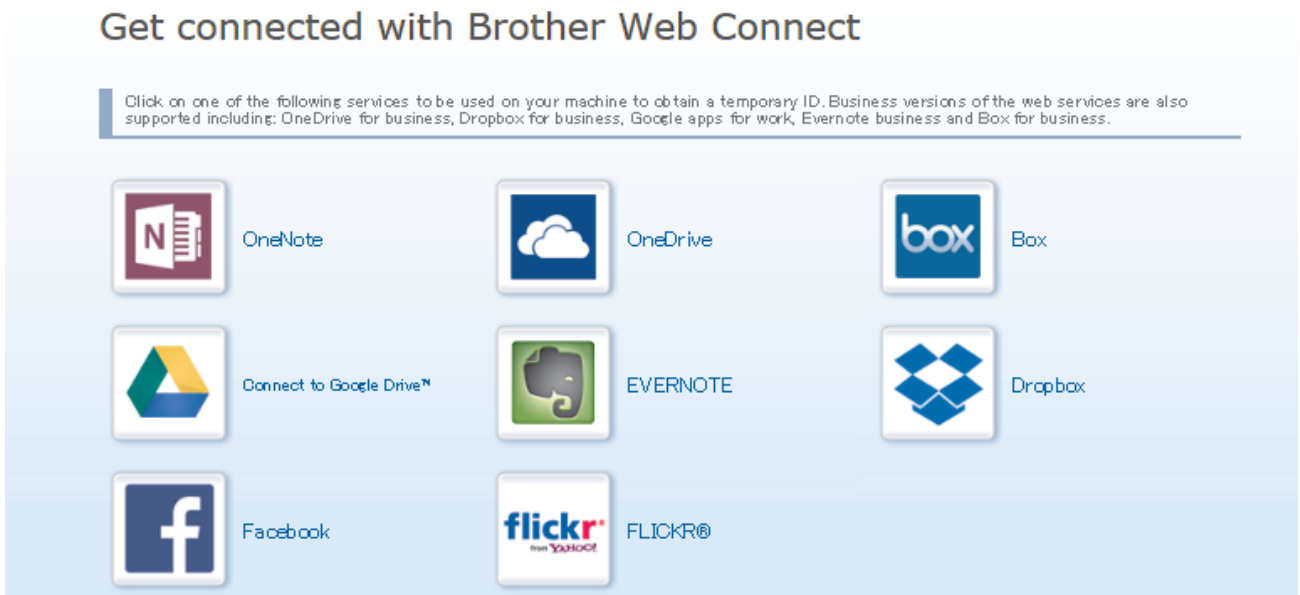 Get connected with Brother Web Connect
Click on one of the following services to be used on your machine to obtain a temporary ID. Business versions of the web services are also
supported including: OneDrive for business, Dropbox for business, Google apps for work, Evernote business and Box for business.
N
OneNote
OneDrive
box
Box
Connect to Google Drive™
EVERNOTE
Dropbox
f
Facebook
flickr
from YAHOO!
FLICKR®